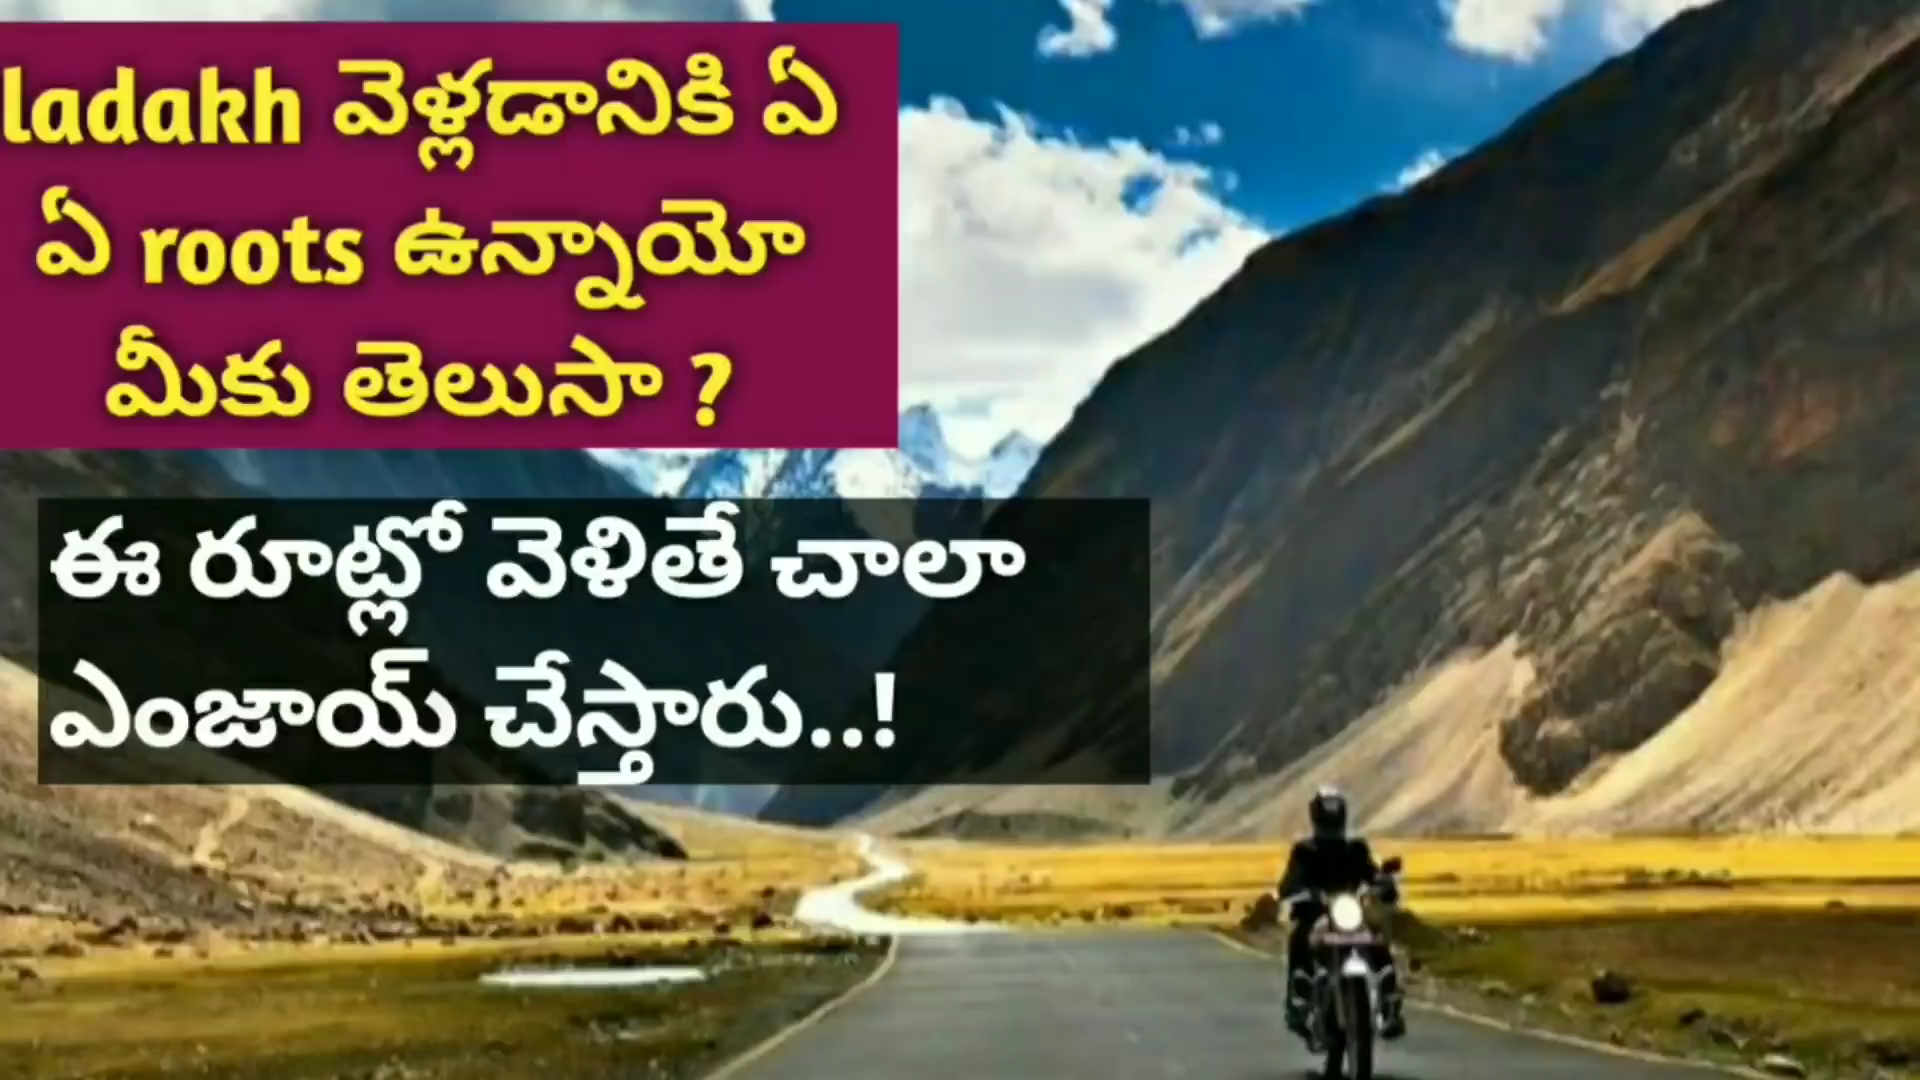 ladakh వెళ్లడానికి ఏ
ఏ roots ఉన్నాయో
మీకు తెలుసా ?
ఈ రూట్లో వెళితే చాలా
ఎంజాయ్ చేస్తారు..!